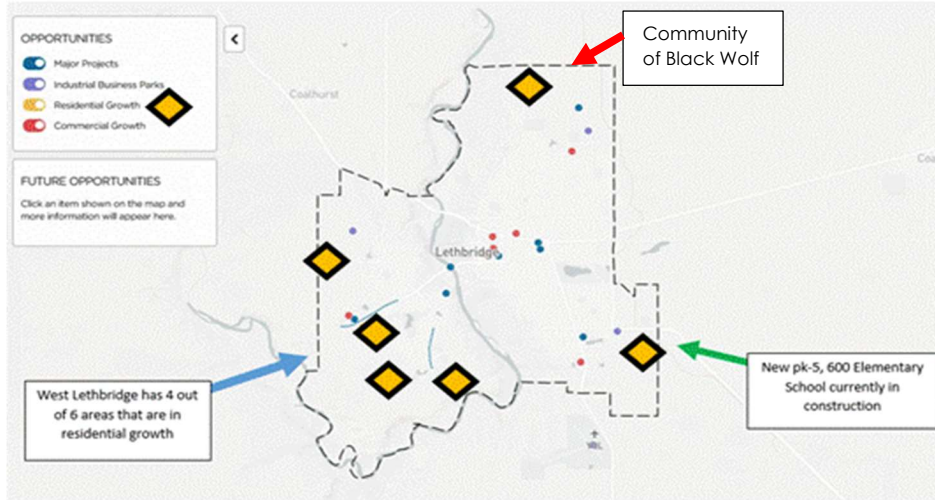 OPPORTUNITIES
Major Projects
Industrial Business Parks
Residential Growth
Commercial Growth
FUTURE OPPORTUNITIES
Click an item shown on the map and
more information will appear here.
Community
of Black Wolf
Coalhurst
Lethbridge
West Lethbridge has 4 out
of 6 areas that are in
residential growth
New pk-5, 600 Elementary
School currently in
construction